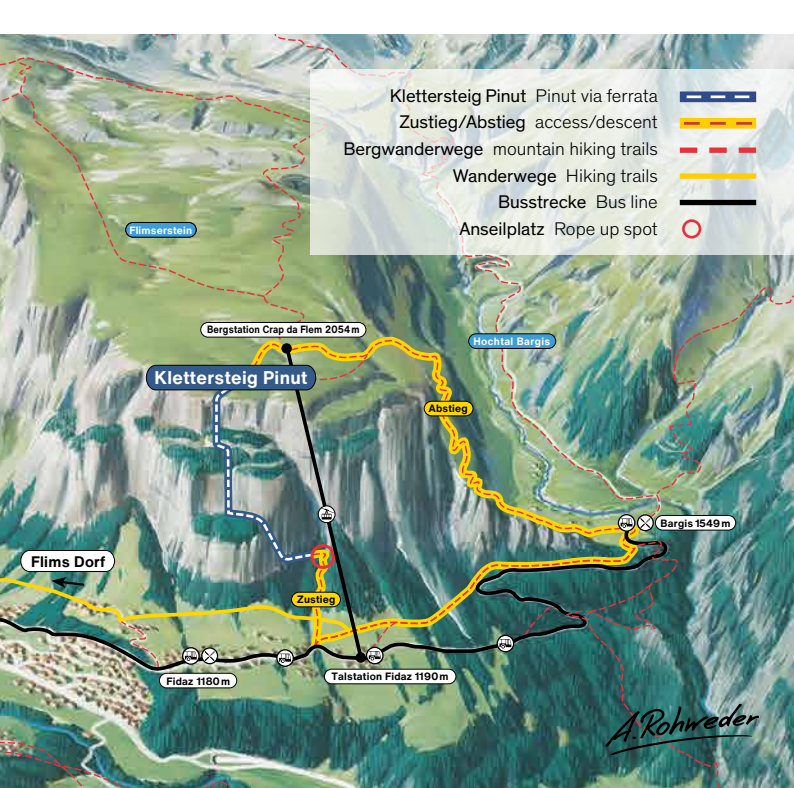 Klettersteig Pinut Pinut via ferrata
Zustieg/Abstieg access/descent
Bergwanderwege mountain hiking trails
Wanderwege Hiking trails
Busstrecke Bus line
Anseilplatz Rope up spot
Flimserstein
Bergstation Crap da Flem 2054 m
Hochtal Bargis
Klettersteig Pinut
Abstieg
Bargis 1549 m
Flims Dorf
Zustieg
Fidaz 1180 m
Talstation Fidaz 1190 m
A. Rohweder